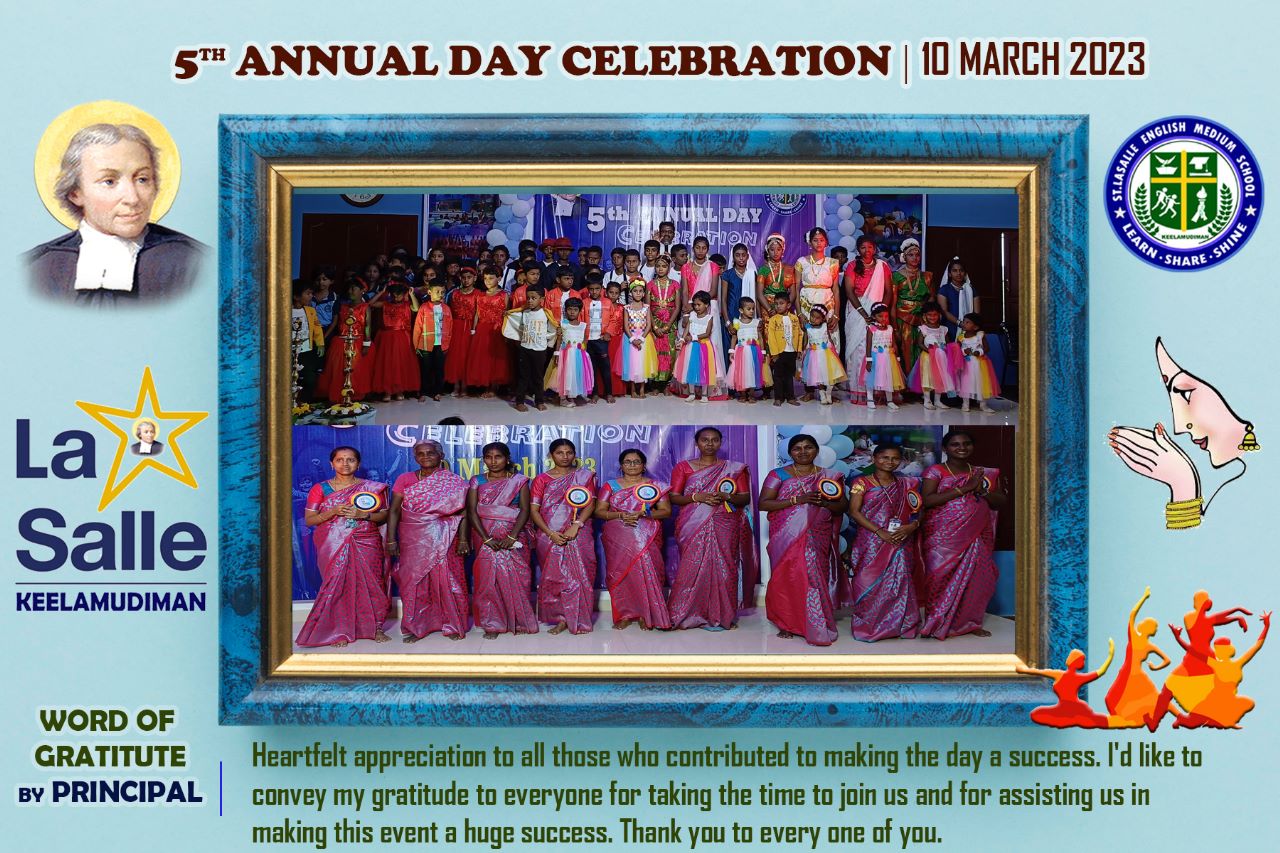 5TH ANNUAL DAY CELEBRATION | 10 MARCH 2023
ST.LASALLE ENGLISH MEDIUM SCHOOL
KEELAMUDIMAN
LEARN · SHARE · SHINE
5th ANNUAL DAY
CELEBRATION
CELEBRATION
March 2023
La
Salle
KEELAMUDIMAN
WORD OF
GRATITUTE
BY PRINCIPAL
Heartfelt appreciation to all those who contributed to making the day a success. I'd like to
convey my gratitude to everyone for taking the time to join us and for assisting us in
making this event a huge success. Thank you to every one of you.